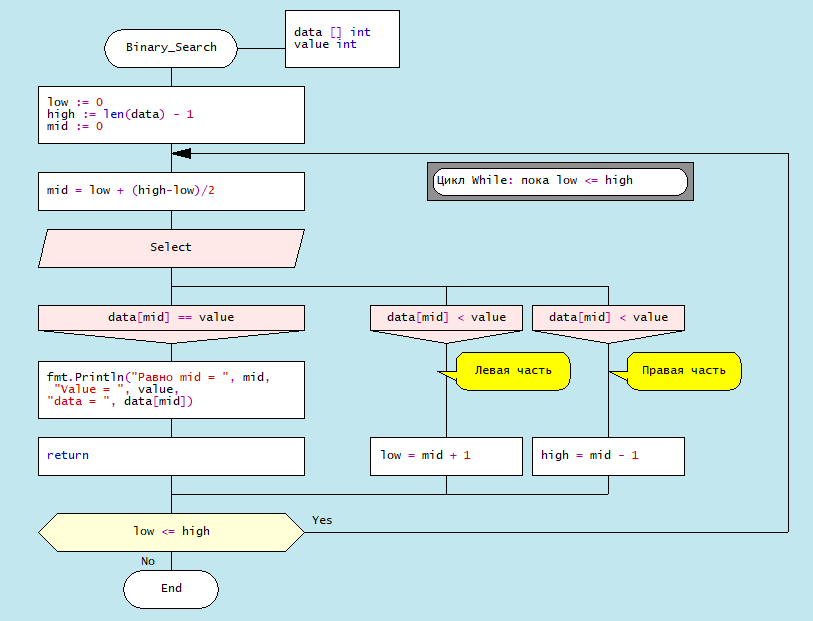 Binary_Search
data [] int
value int
low := 0
high := len(data) - 1
mid := 0
mid = low + (high-low)/2
Цикл While: пока low <= high
Select
data[mid] == value
data[mid] < value
data[mid] < value
fmt.Println("Равно mid = ", mid,
"Value = ", value,
"data = ", data[mid])
Левая часть
Правая часть
return
low = mid + 1
high = mid - 1
low <= high
Yes
No
End